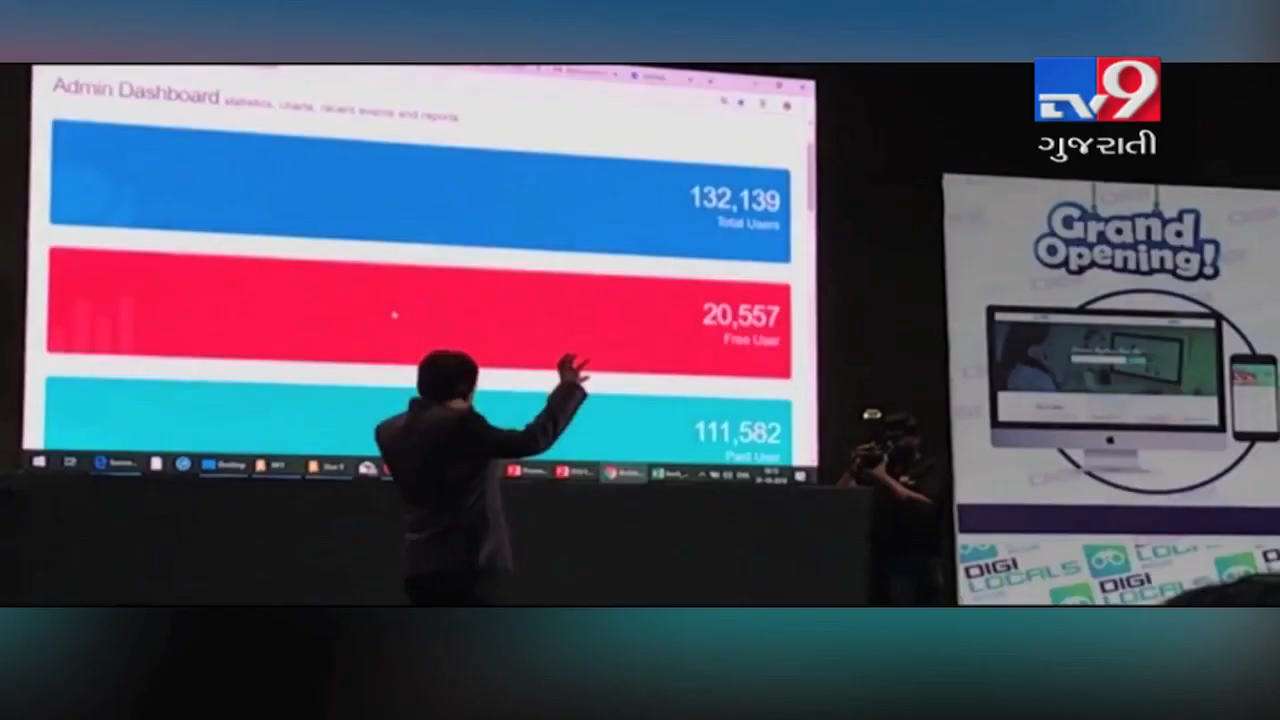 Admin Dashboard statistics, charts, recent events and reports
132,139
Total Users
20,557
Free User
111,582
Paid User
TV9
ગુજરાતી
Grand
Opening!
DIGI
LOCALS
DIGI
LOCALS
Desktop